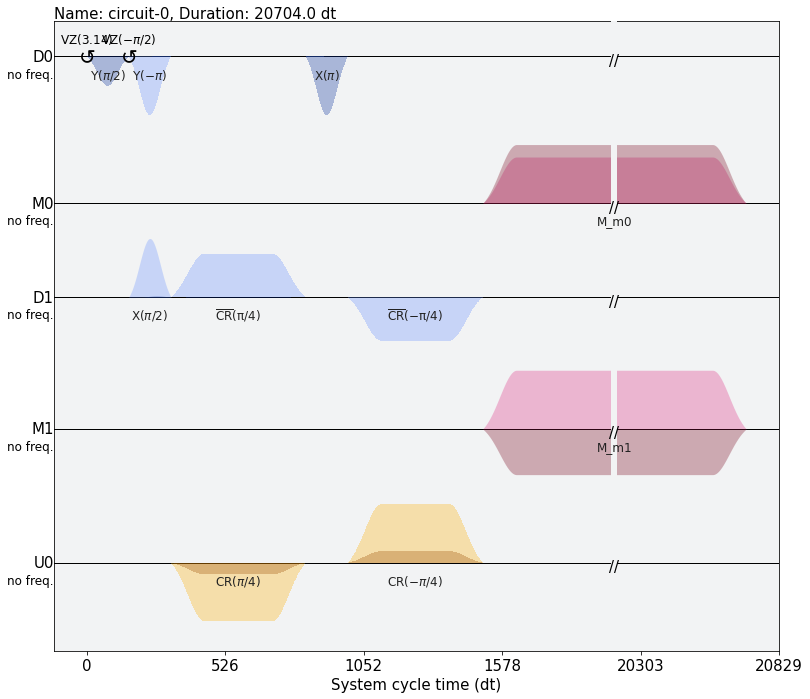 Name: circuit-0, Duration: 20704.0 dt
VZ(3.14) VZ(−π/2)
D0
no freq. Y(π/2) Y(−π) X(π)
M0
no freq. M_m0
D1
no freq. X(π/2) C̅R̅(π/4) C̅R̅(−π/4)
M1
no freq. M_m1
U0
no freq. CR(π/4) CR(−π/4)
0 526 1052 1578 20303 20829
System cycle time (dt)